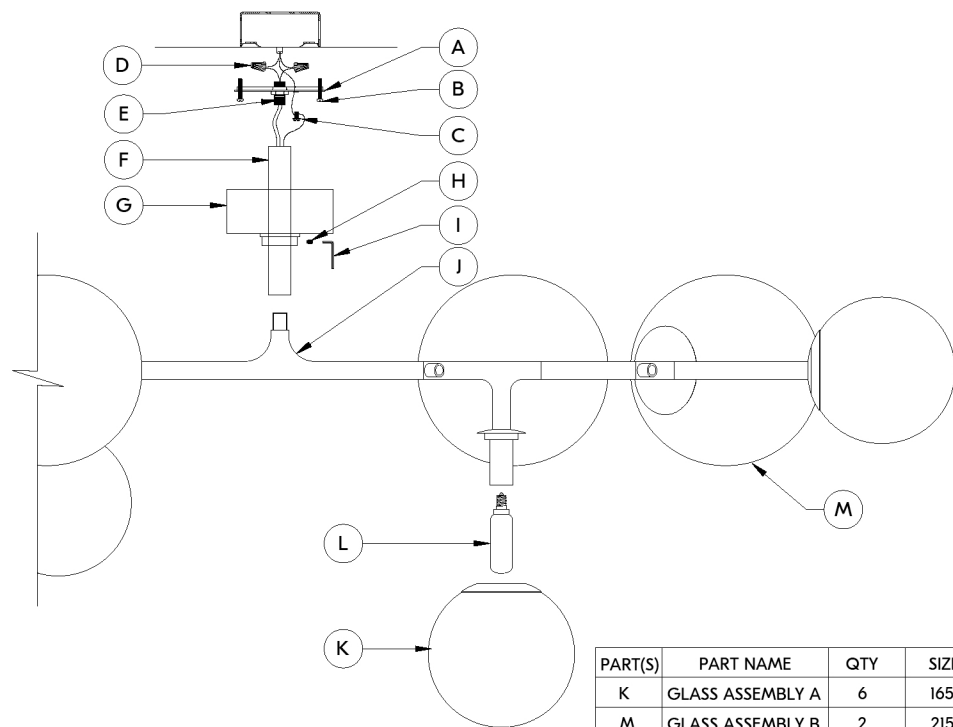 A
D
B
E
C
F
H
G
I
J
M
L
K
PART(S) PART NAME QTY
K GLASS ASSEMBLY A 6 165
M GLASS ASSEMBLY B 2 215